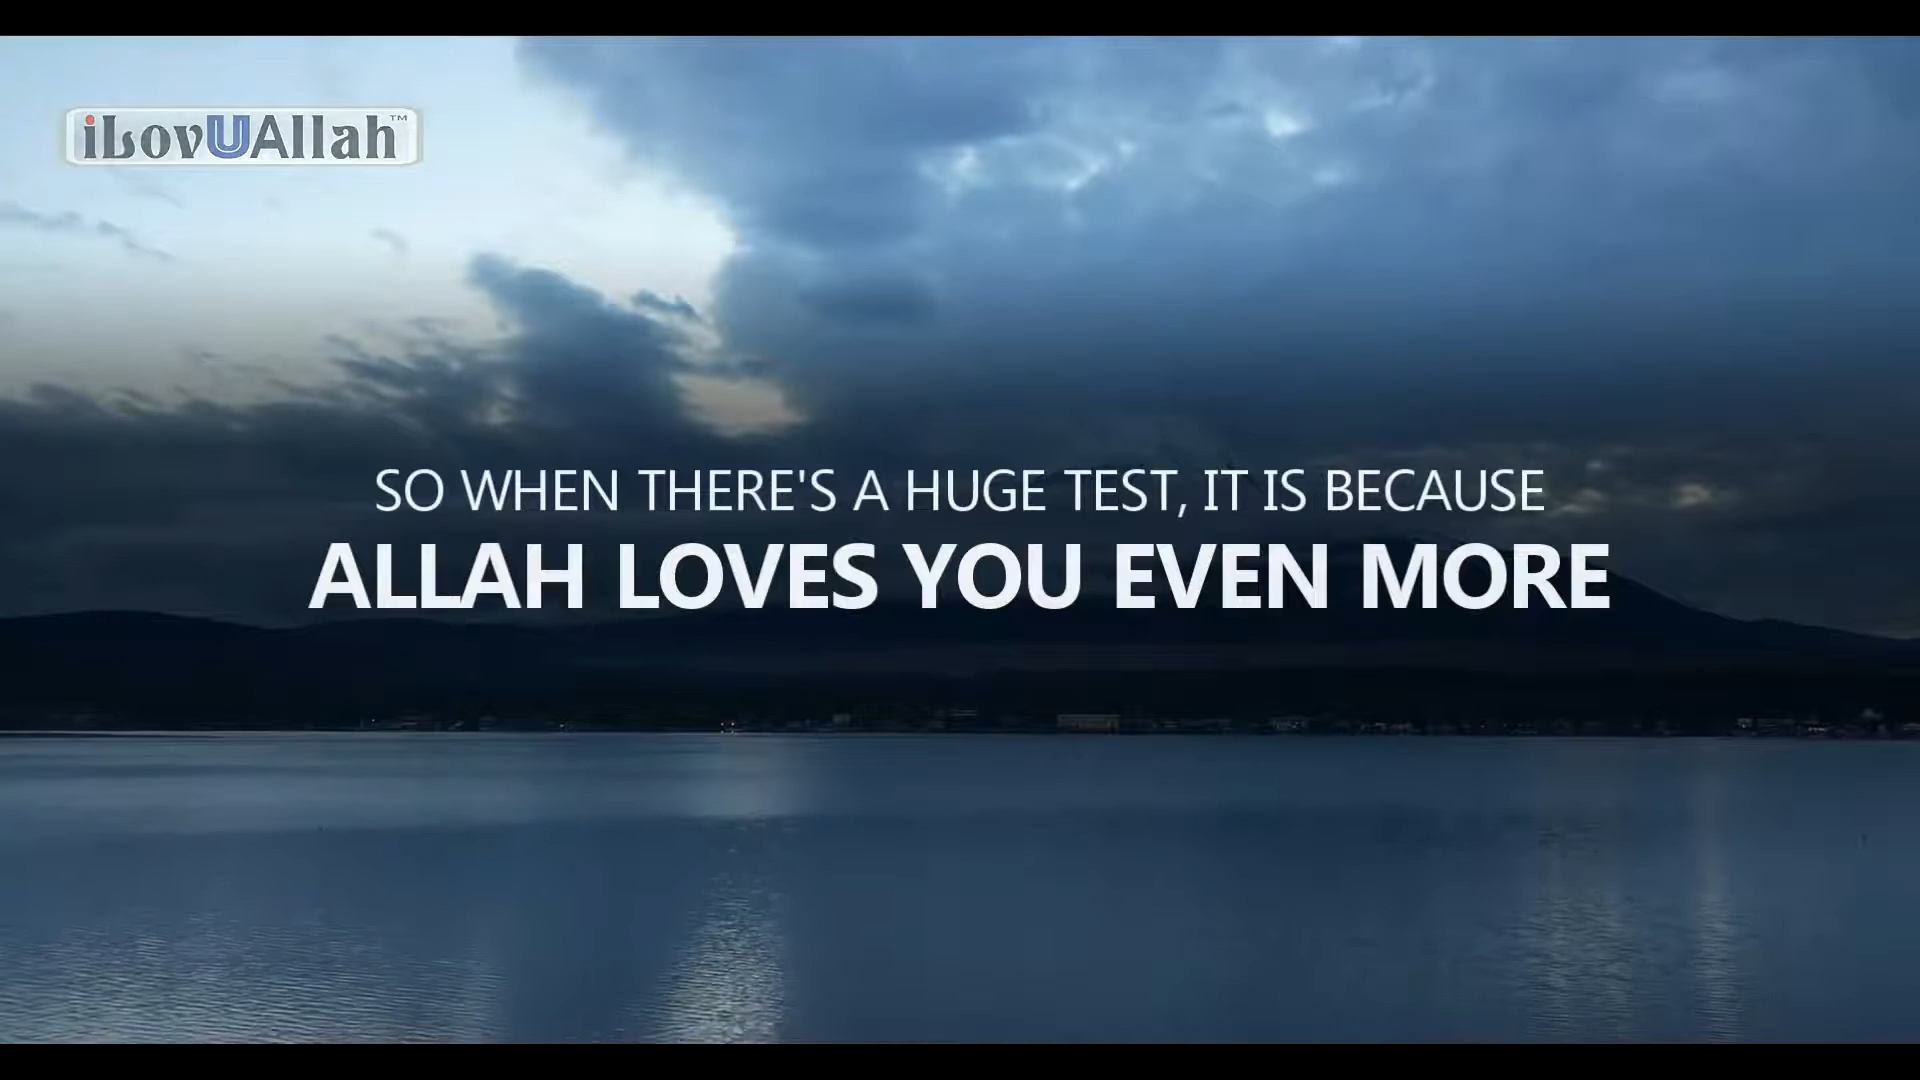 iLovUAllah™
SO WHEN THERE'S A HUGE TEST, IT IS BECAUSE
ALLAH LOVES YOU EVEN MORE